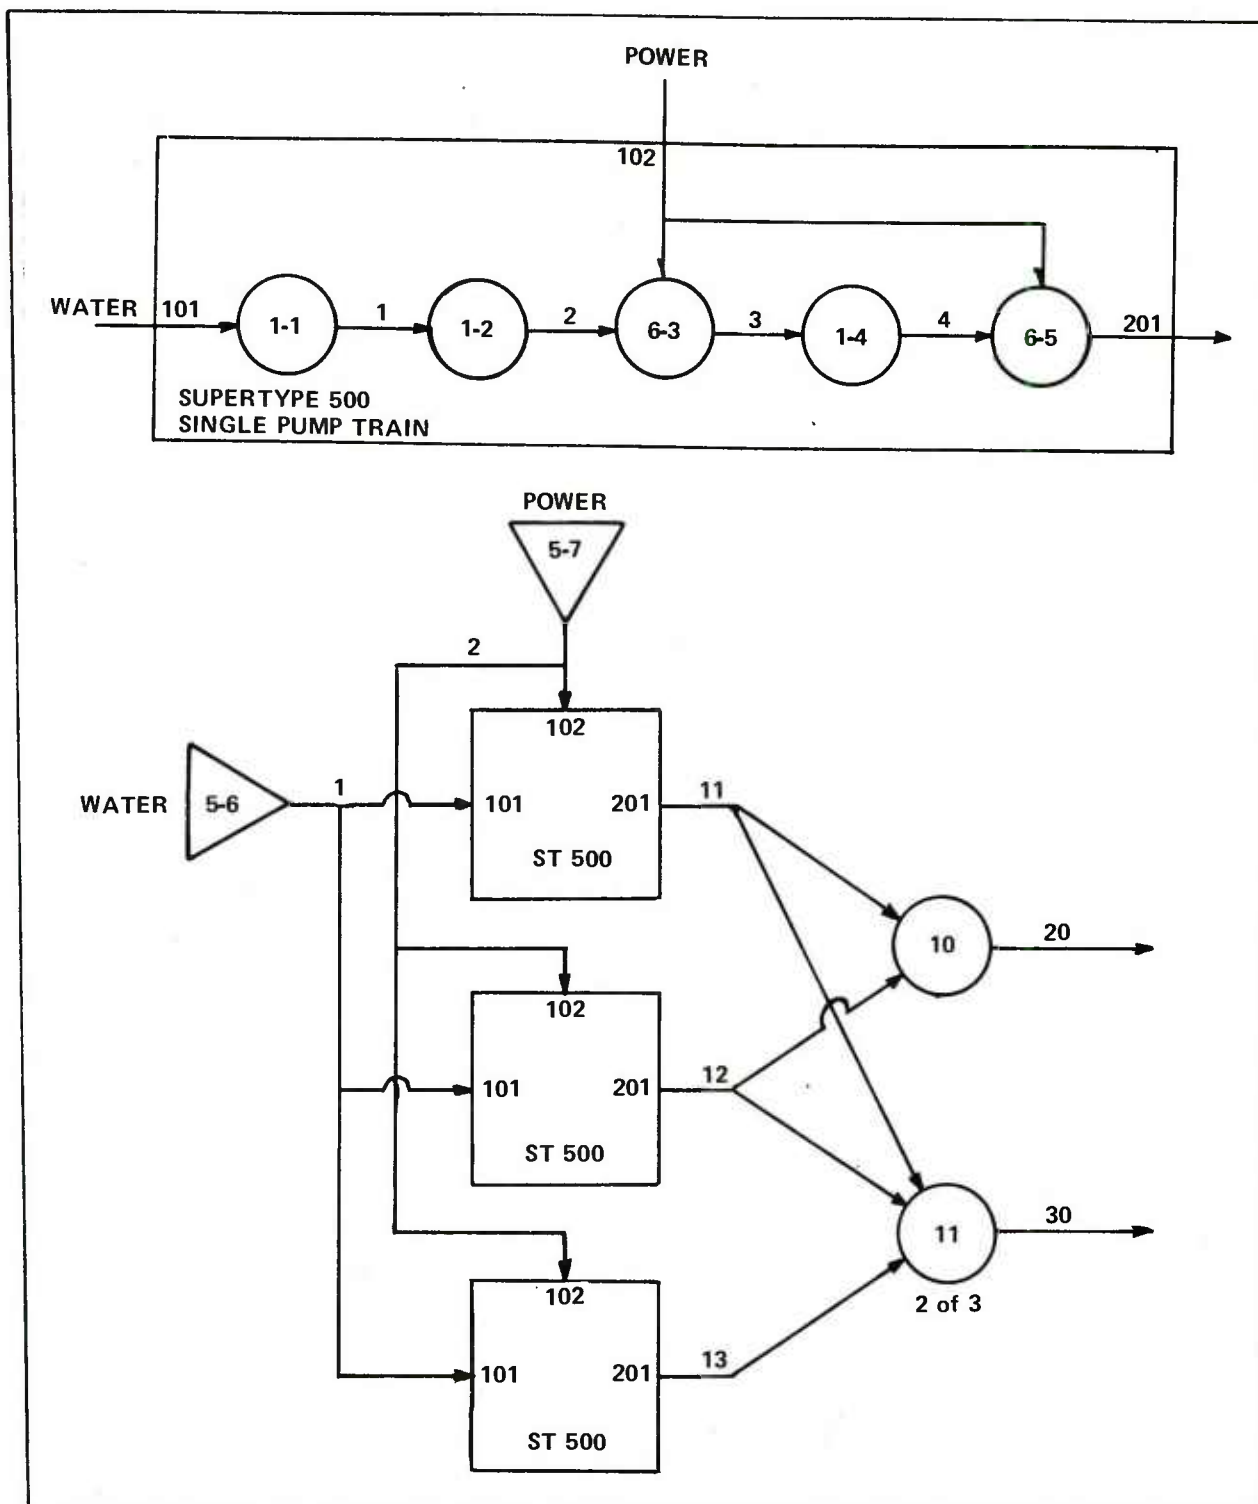 POWER
102
WATER 101 1-1 1 1-2 2 6-3 3 1-4 4 6-5 201
SUPERTYPE 500
SINGLE PUMP TRAIN
POWER
5-7
2
102
WATER 5-6 1 101 201 11
ST 500
10 20
102
101 201 12
ST 500
11 30
2 of 3
102
101 201 13
ST 500